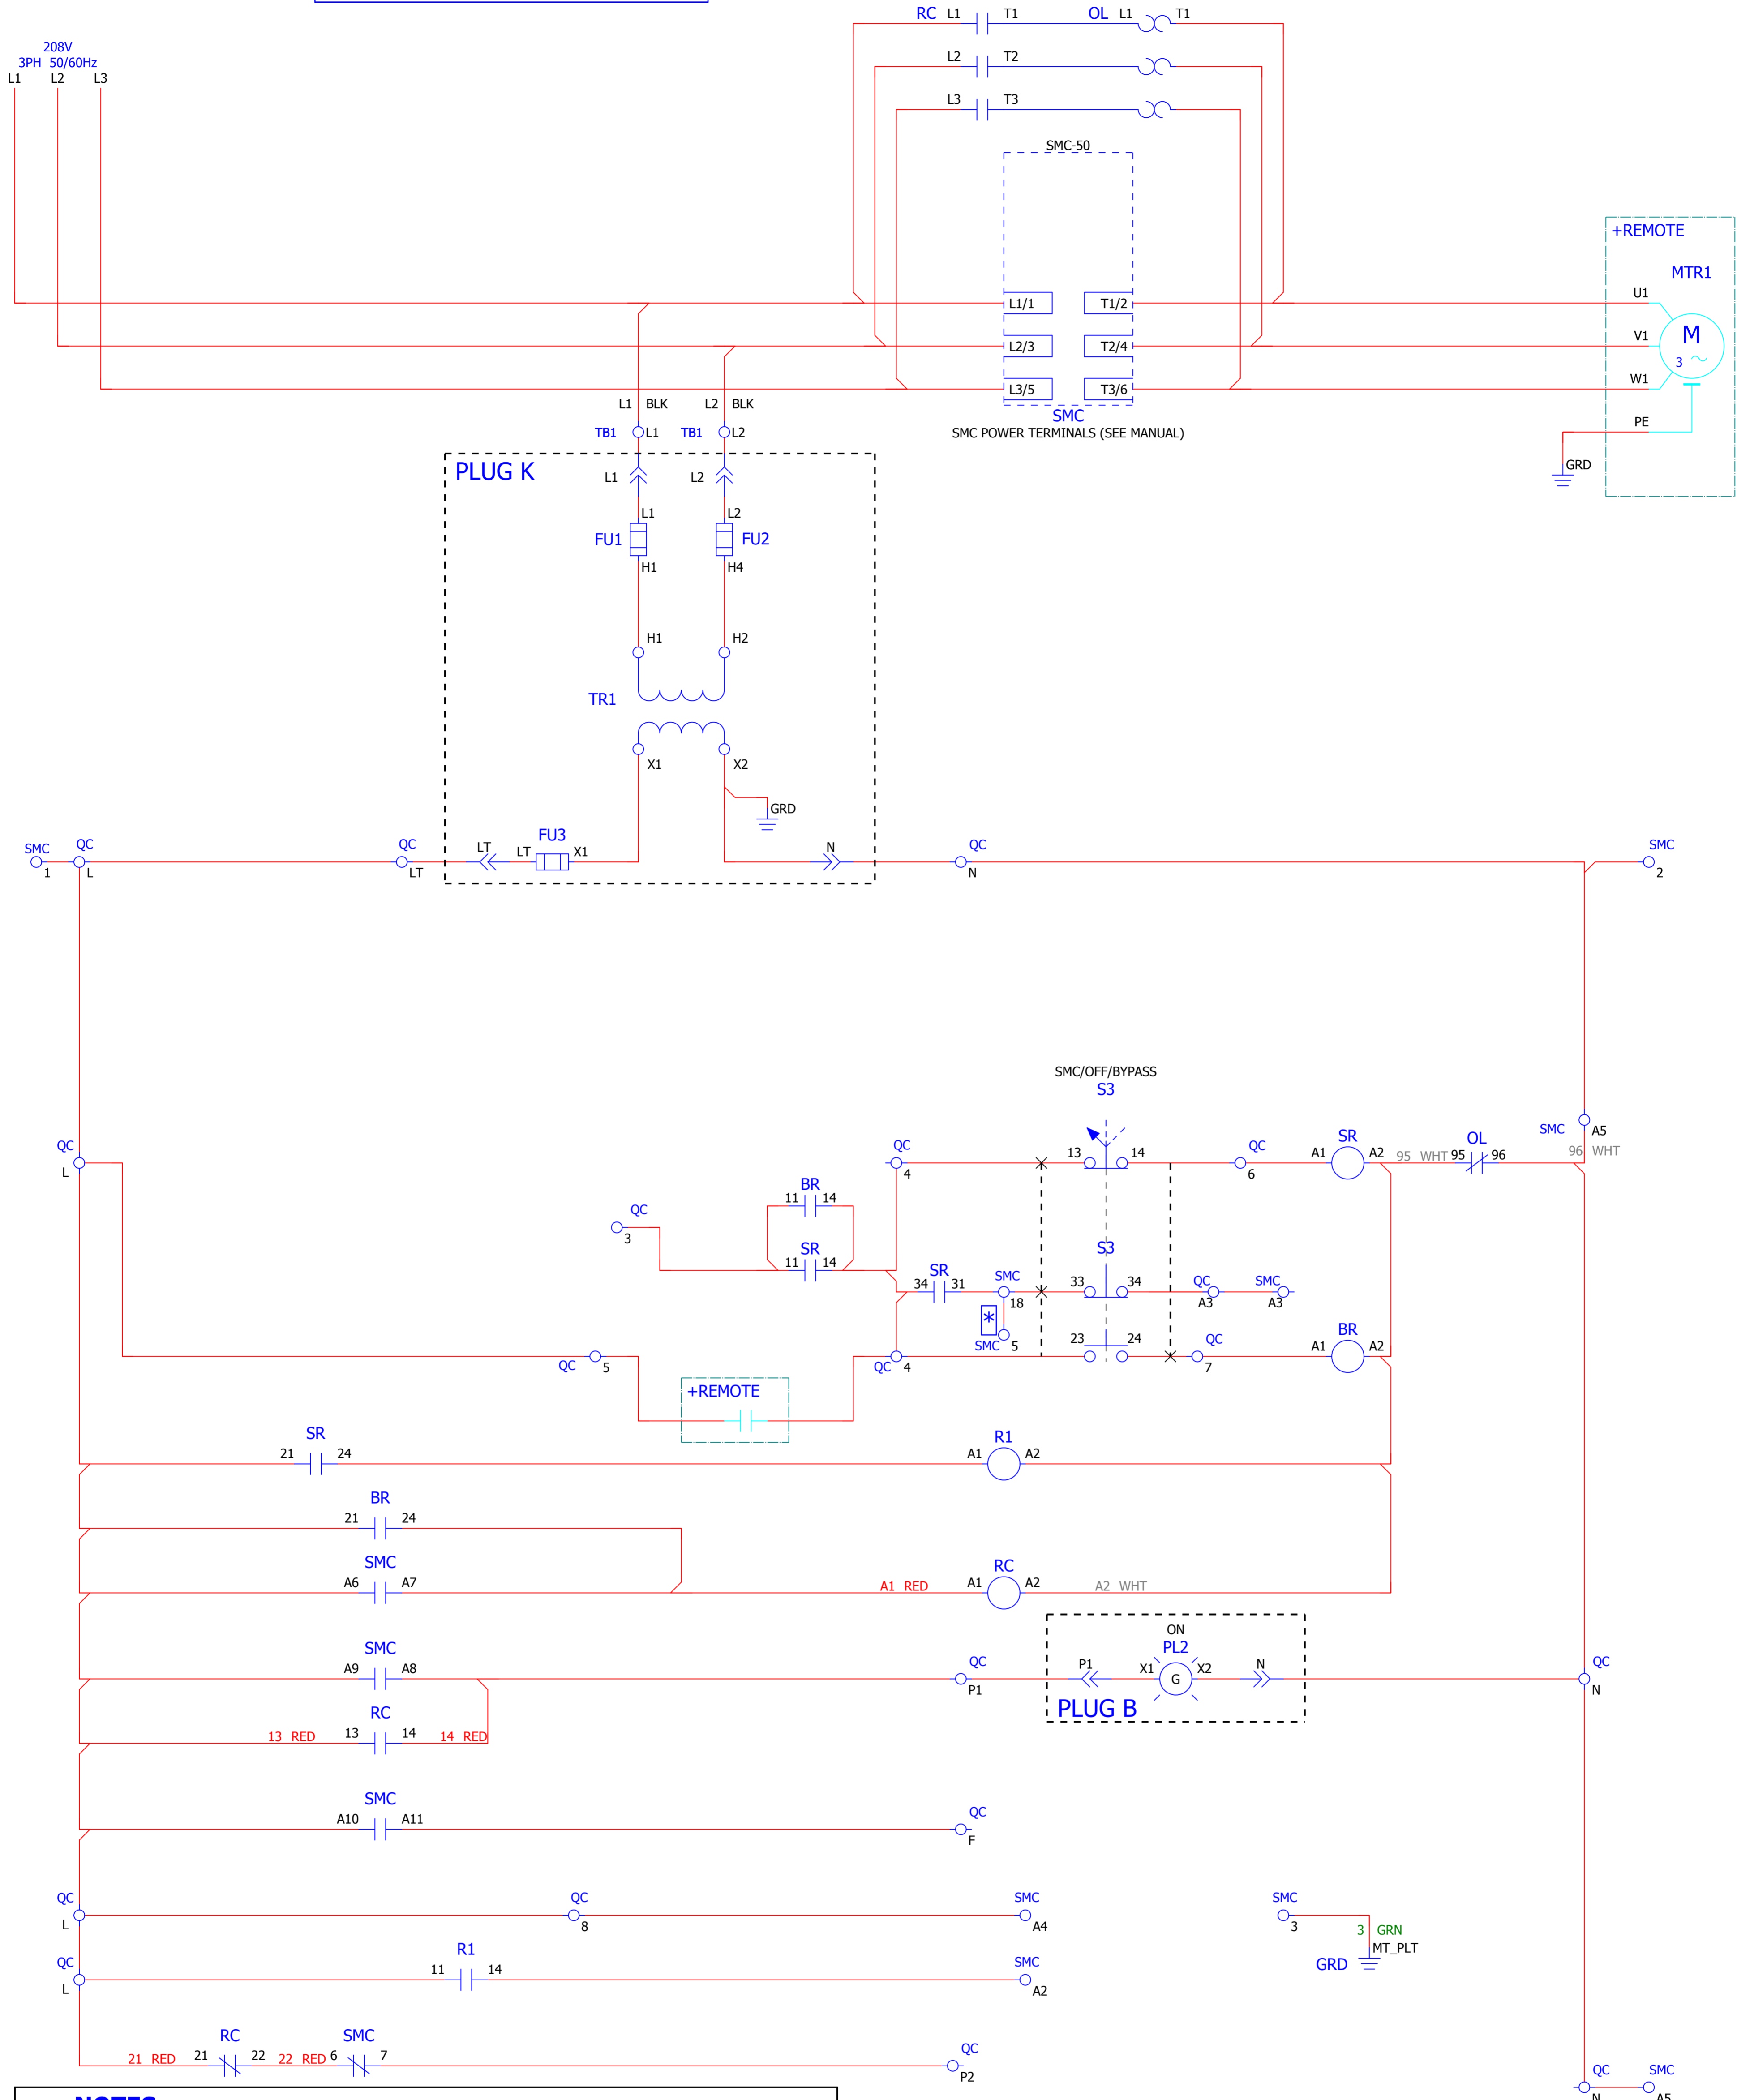 RC L1 T1 OL L1 T1
208V
3PH 50/60Hz
L1 L2 L3
L2 T2
L3 T3
SMC-50
+REMOTE
MTR1
L1/1 T1/2 U1
L2/3 T2/4 V1
M
3
L3/5 T3/6 W1
L1 BLK L2 BLK
SMC
TB1 L1 TB1 L2
SMC POWER TERMINALS (SEE MANUAL)
PE
GRD
PLUG K
L1 L2
L1 L2
FU1 FU2
H1 H4
H1 H2
TR1
X1 X2
GRD
SMC QC QC FU3 QC SMC
LT LT X1 N
1 L LT N 2
SMC/OFF/BYPASS
S3
SMC A5
QC QC 13 14 QC SR OL
A1 A2 95 WHT 95 96 96 WHT
L 4 6
BR
11 14
QC
3
SR S3
11 14
SR SMC QC SMC
34 31 33 34
18 A3 A3
*
SMC 5
23 24 QC BR
A1 A2
QC 5 QC 4 7
+REMOTE
SR R1
21 24 A1 A2
BR
21 24
SMC RC
A6 A7 A1 RED A1 A2 A2 WHT
ON
SMC QC PL2 QC
A9 A8 P1 X1 G X2 N
P1 N
PLUG B
RC
13 RED 13 14 14 RED
SMC QC
A10 A11
F
QC QC SMC SMC
L 8 A4 3
3 GRN
MT_PLT
GRD
QC R1 SMC
11 14
L A2
RC SMC QC
21 RED 21 22 22 RED 6 7
P2
QC SMC
N A5
NOTES